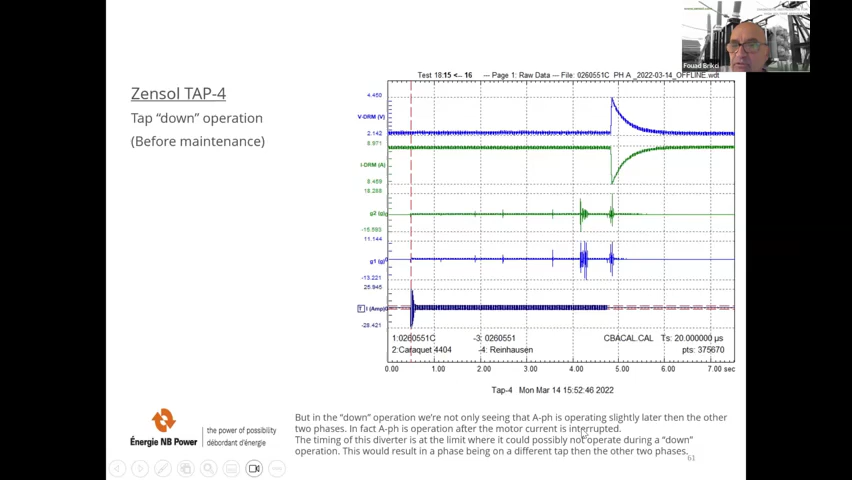 Fouad Brikci
Zensol TAP-4
Tap “down” operation
(Before maintenance)
Test 18.15 <-- 16 --- Page 1: Raw Data --- File: 0260551C PH A _2022-03-14_OFFLINE.wdt
4.450
V-DRM (V)
2.142
8.971
I-DRM (A)
8.459
18.288
g2 (g)
-15.593
11.144
g1 (g)
-13.221
25.945
T I (Amp)
-28.421
1:0260551C -3: 0260551 CBACAL.CAL Ts: 20.000000 µs
2:Caraquet 4404 -4: Reinhausen pts: 375670
0.00 1.00 2.00 3.00 4.00 5.00 6.00 7.00 sec
Tap-4 Mon Mar 14 15:52:46 2022
But in the “down” operation we’re not only seeing that A-ph is operating slightly later then the other
two phases. In fact A-ph is operation after the motor current is interrupted.
The timing of this diverter is at the limit where it could possibly not operate during a “down”
operation. This would result in a phase being on a different tap then the other two phases.
61
Énergie NB Power
the power of possibility
débordant d'énergie